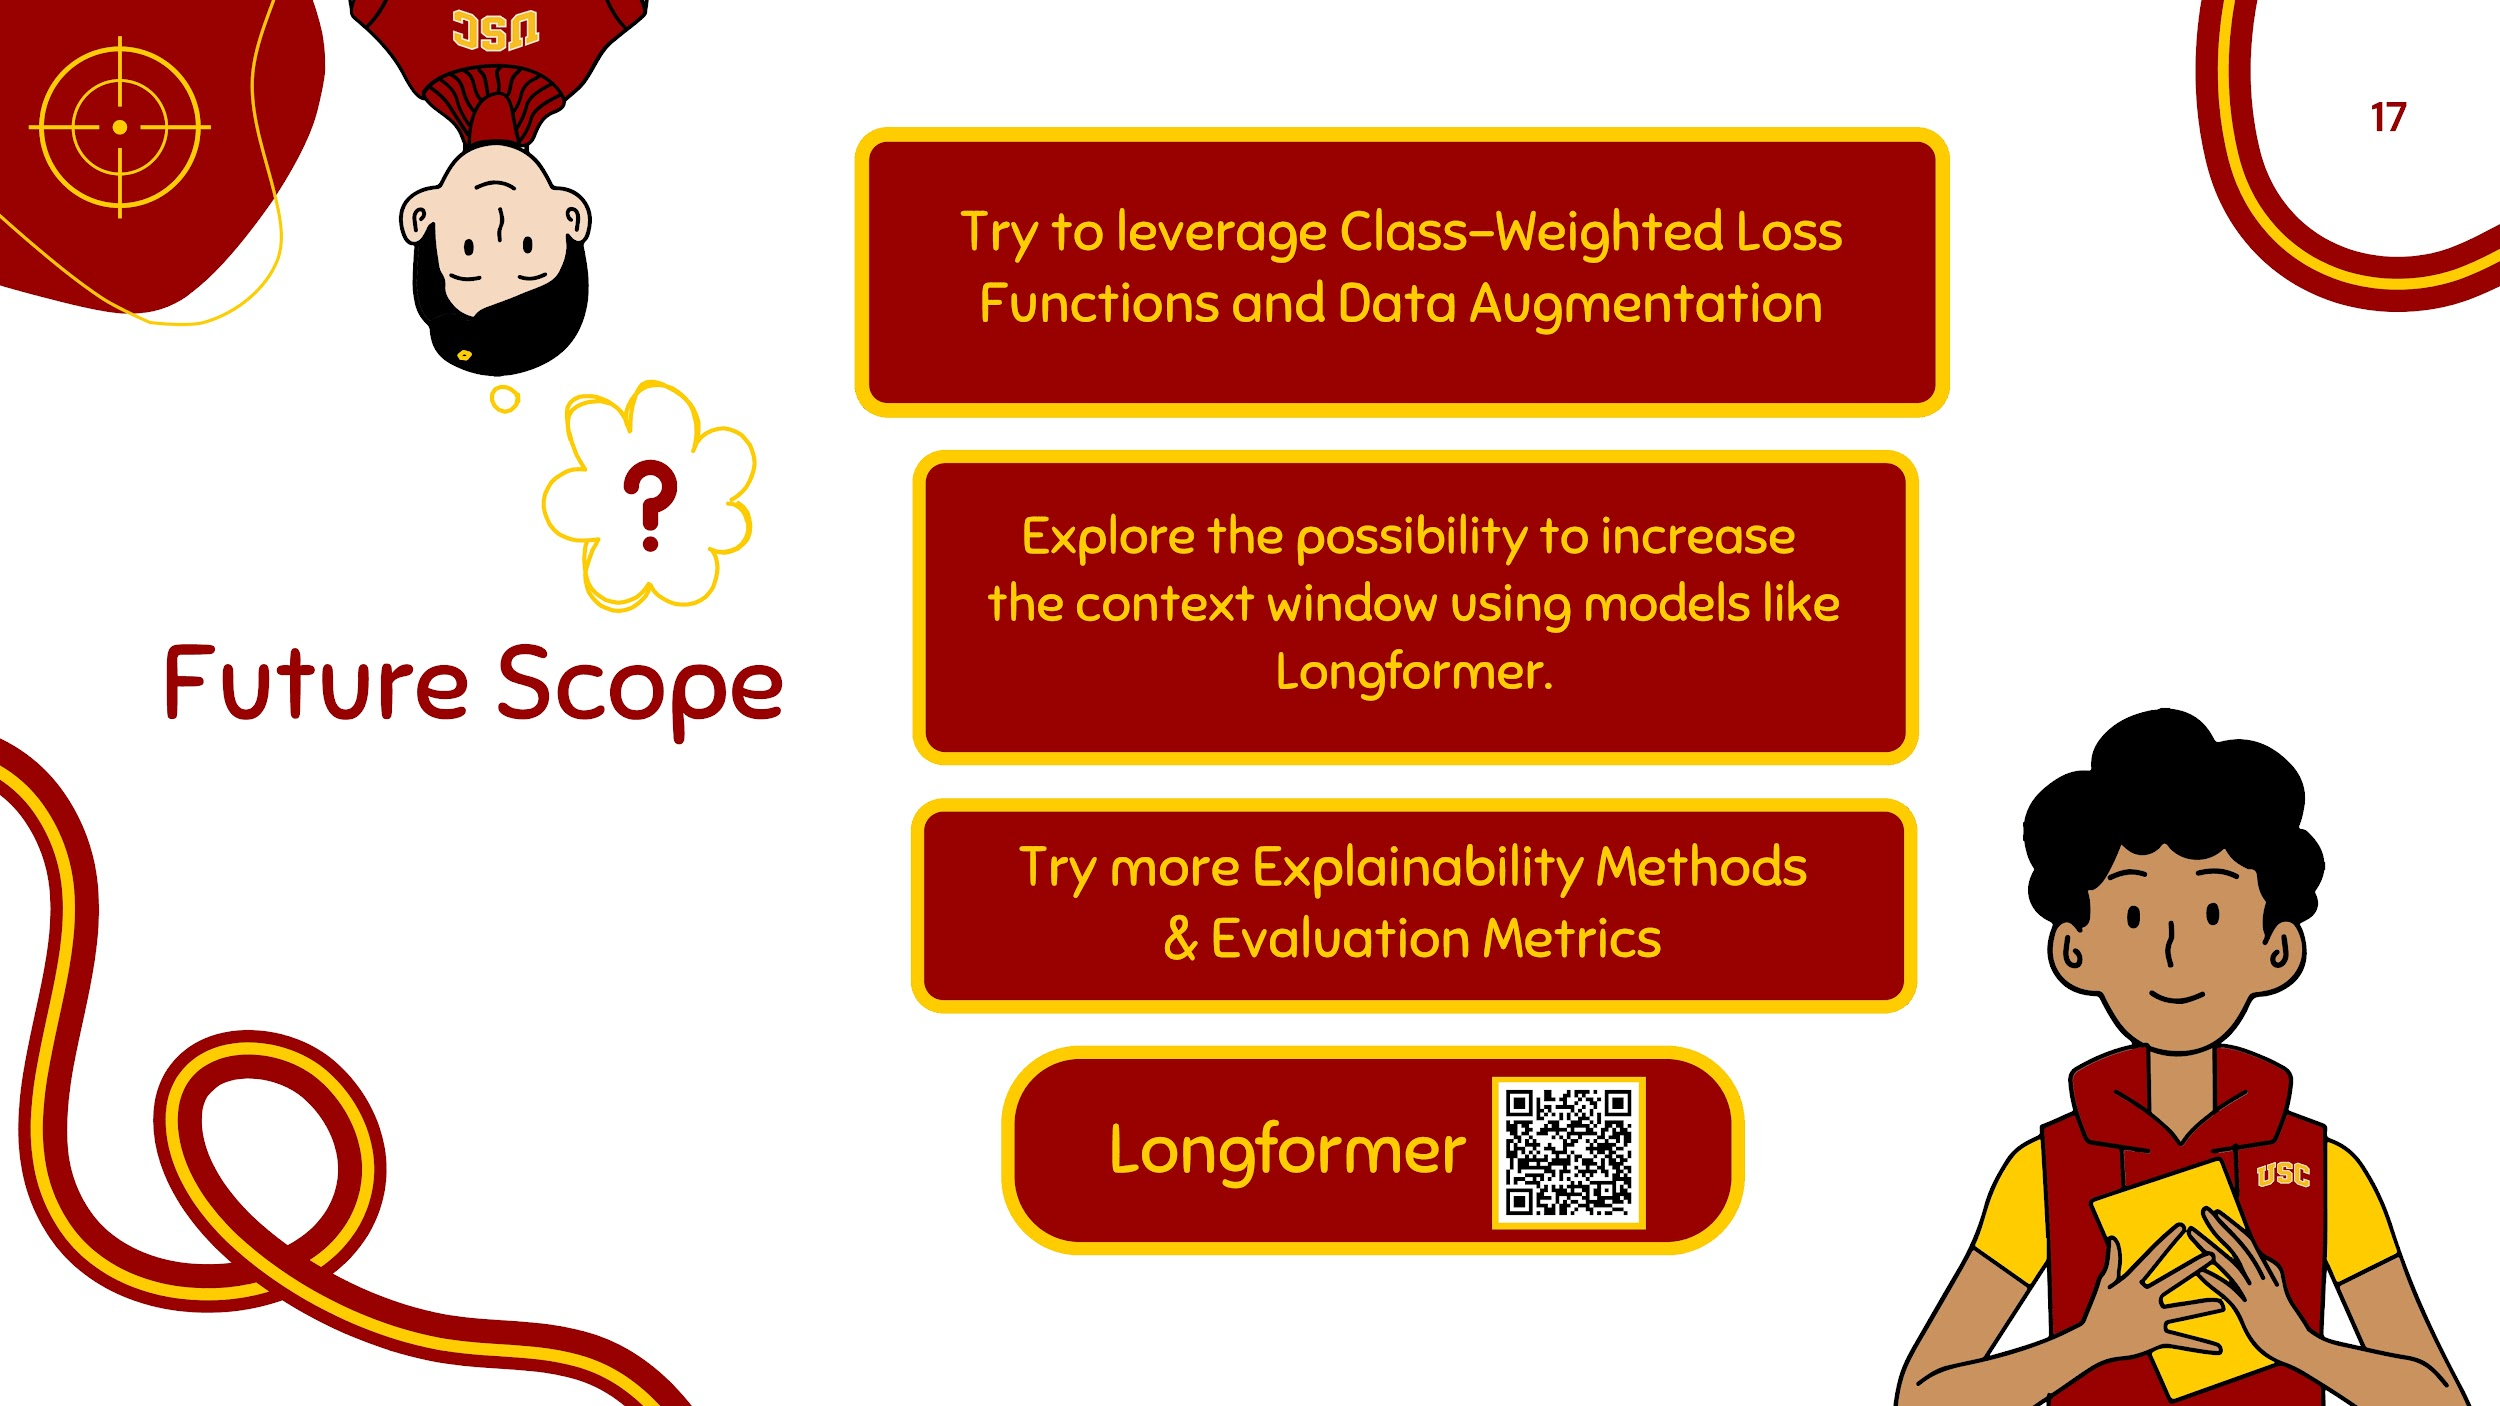 USC
17
Try to leverage Class-Weighted Loss
Functions and Data Augmentation
?
Explore the possibility to increase
the context window using models like
Longformer.
Future Scope
Try more Explainability Methods
& Evaluation Metrics
Longformer
USC